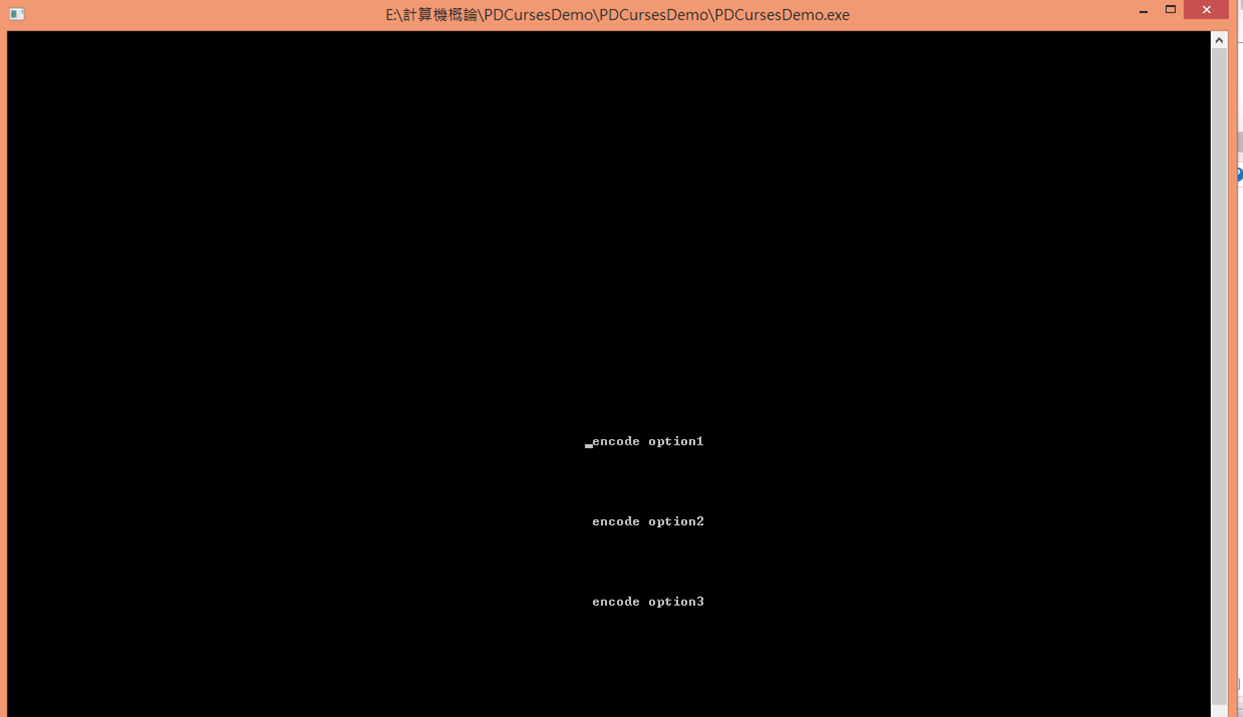 E:\計算機概論\PDCursesDemo\PDCursesDemo\PDCursesDemo.exe
encode option1
encode option2
encode option3